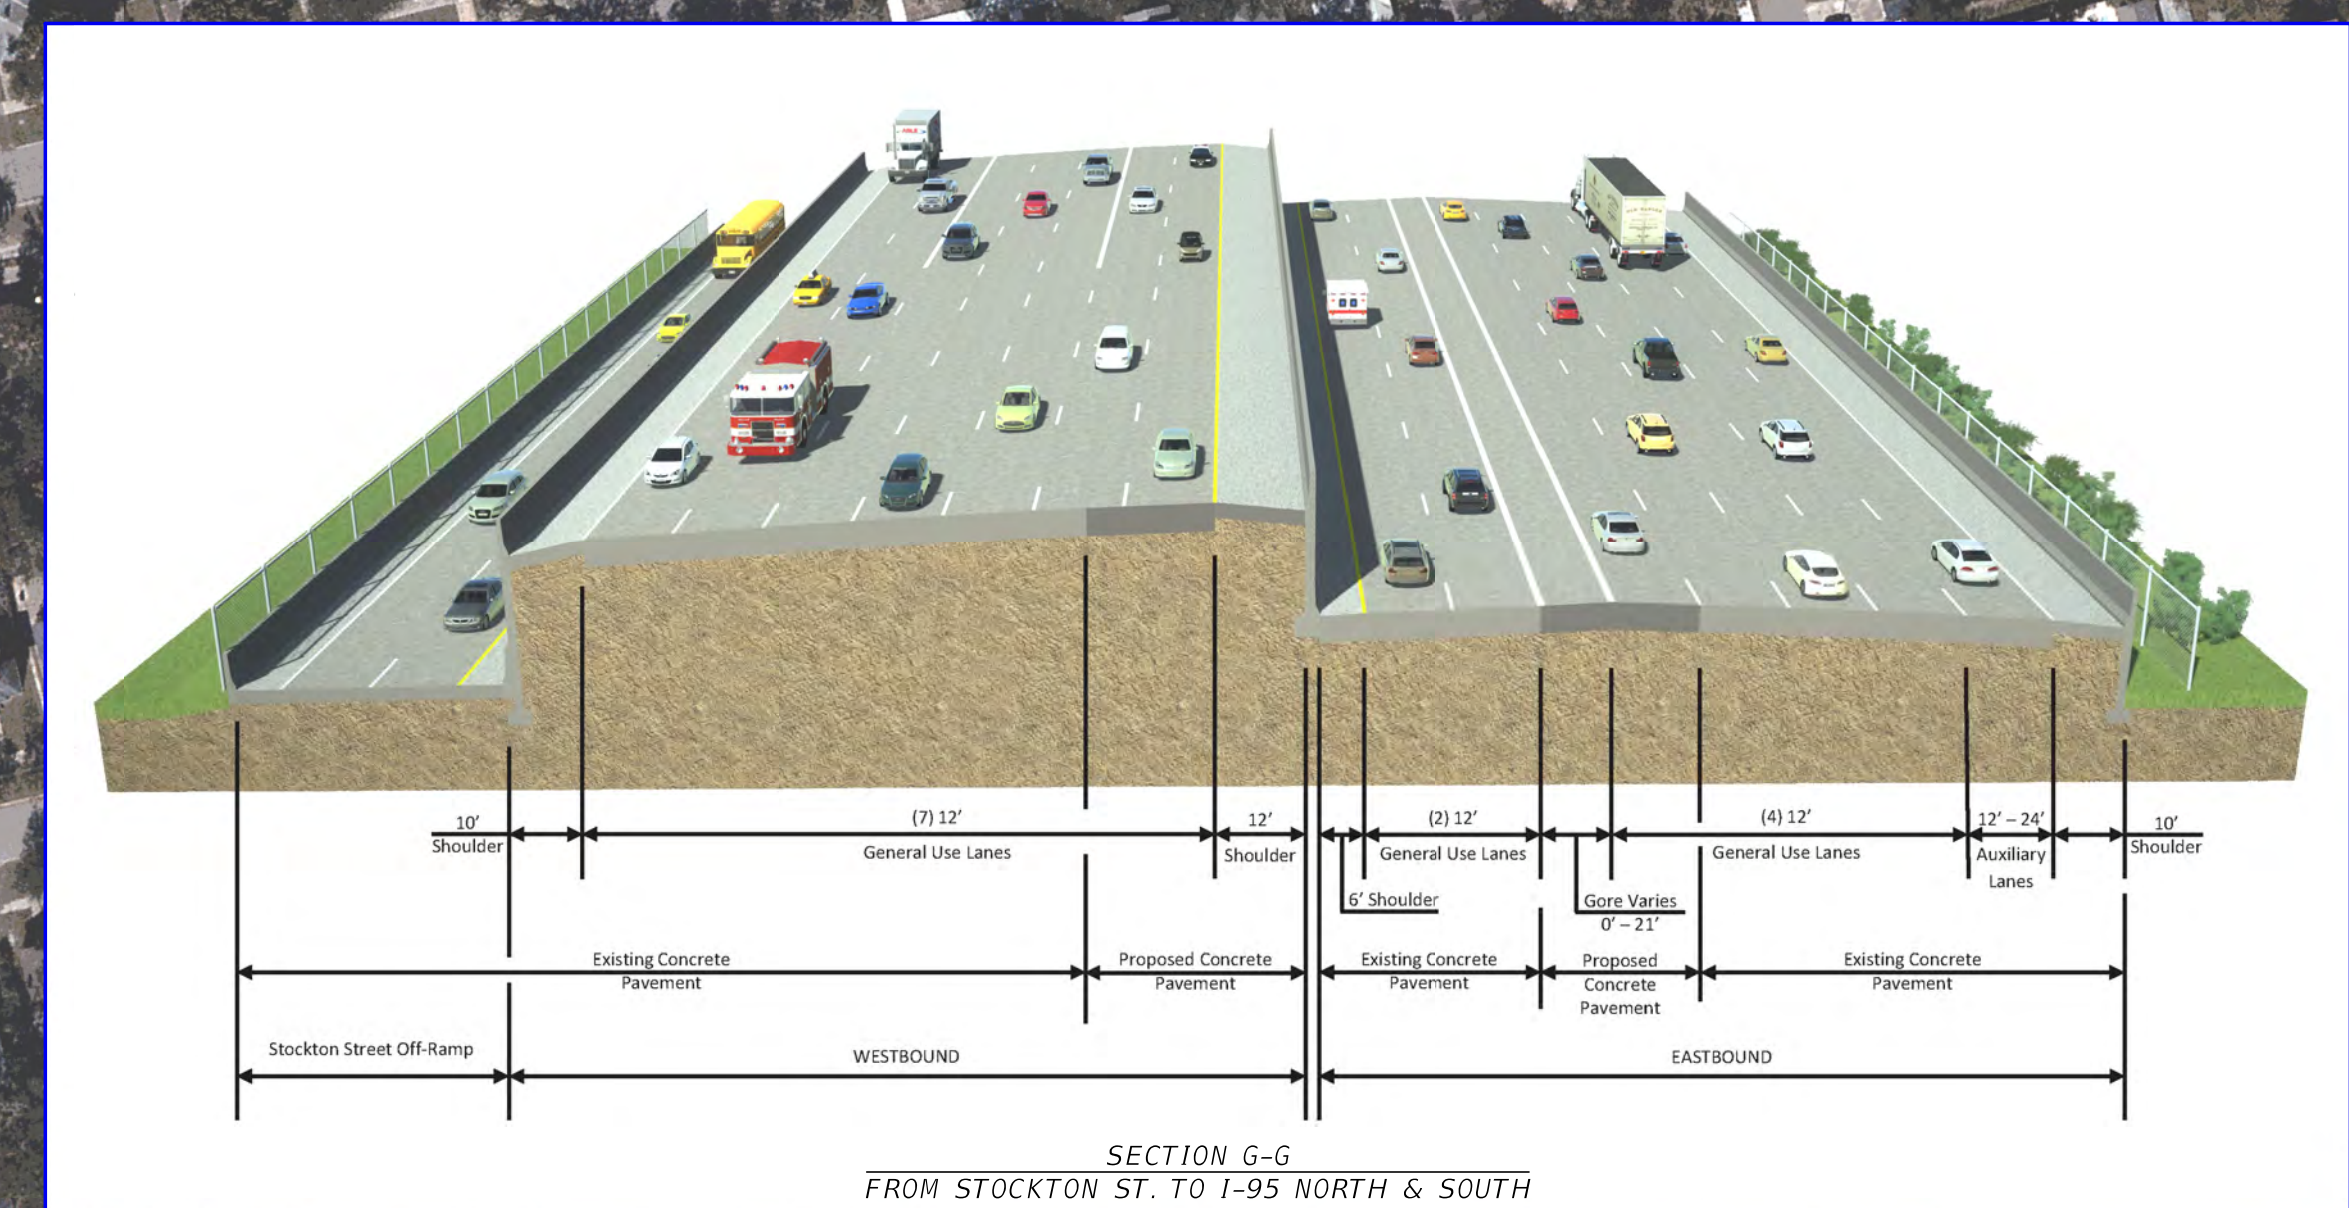 ABLE
10’
Shoulder
(7) 12’
General Use Lanes
12’
Shoulder
6’ Shoulder
(2) 12’
General Use Lanes
Gore Varies
0’ – 21’
(4) 12’
General Use Lanes
12’ – 24’
Auxiliary
Lanes
10’
Shoulder
Existing Concrete
Pavement
Proposed Concrete
Pavement
Existing Concrete
Pavement
Proposed
Concrete
Pavement
Existing Concrete
Pavement
Stockton Street Off-Ramp
WESTBOUND
EASTBOUND
SECTION G-G
FROM STOCKTON ST. TO I-95 NORTH & SOUTH